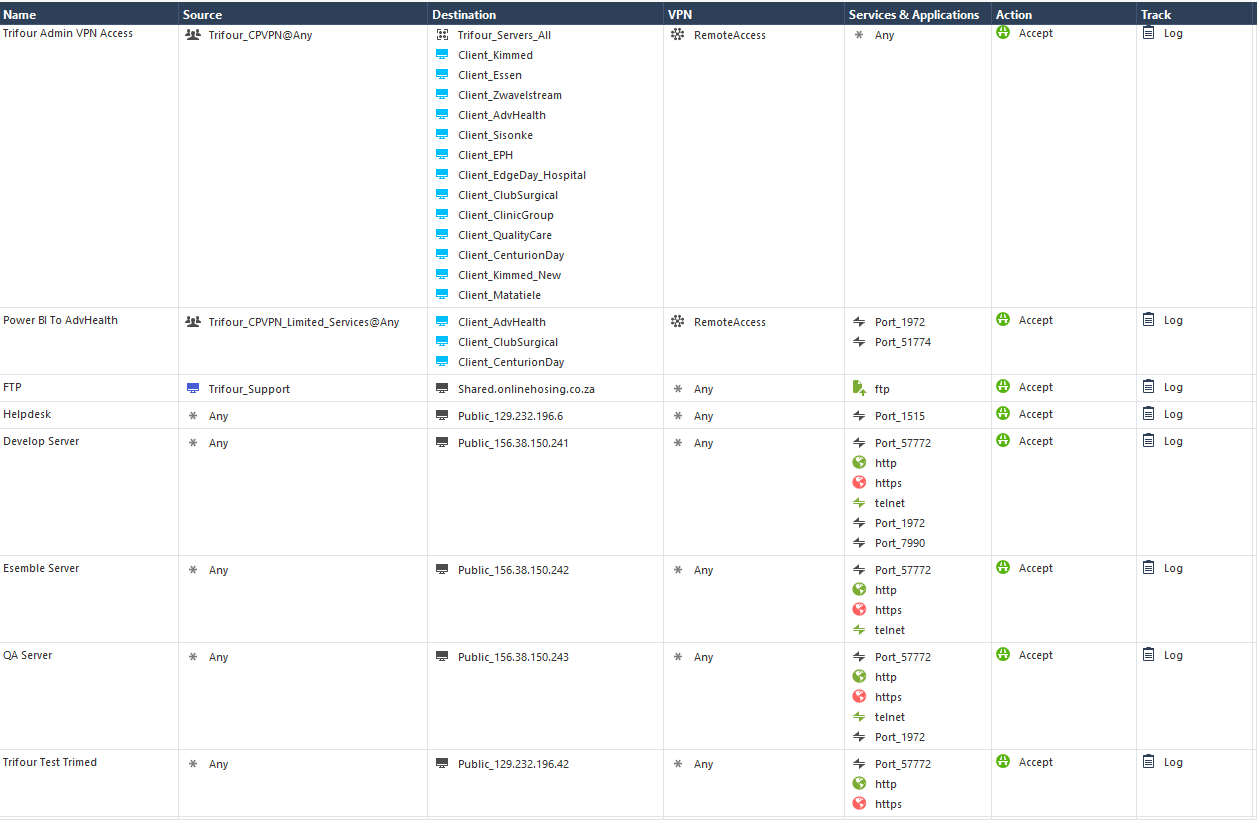 Name Source Destination VPN Services & Applications Action Track
Trifour Admin VPN Access Trifour_CPVPN@Any Trifour_Servers_All RemoteAccess Any Accept Log
Client_Kimmed
Client_Essen
Client_Zwavelstream
Client_AdvHealth
Client_Sisonke
Client_EPH
Client_EdgeDay_Hospital
Client_ClubSurgical
Client_ClinicGroup
Client_QualityCare
Client_CenturionDay
Client_Kimmed_New
Client_Matatiele
Power BI To AdvHealth Trifour_CPVPN_Limited_Services@Any Client_AdvHealth RemoteAccess Port_1972 Accept Log
Client_ClubSurgical Port_51774
Client_CenturionDay
FTP Trifour_Support Shared.onlinehosing.co.za Any ftp Accept Log
Helpdesk Any Public_129.232.196.6 Any Port_1515 Accept Log
Develop Server Any Public_156.38.150.241 Any Port_57772 Accept Log
http
https
telnet
Port_1972
Port_7990
Esemble Server Any Public_156.38.150.242 Any Port_57772 Accept Log
http
https
telnet
QA Server Any Public_156.38.150.243 Any Port_57772 Accept Log
http
https
telnet
Port_1972
Trifour Test Trimed Any Public_129.232.196.42 Any Port_57772 Accept Log
http
https